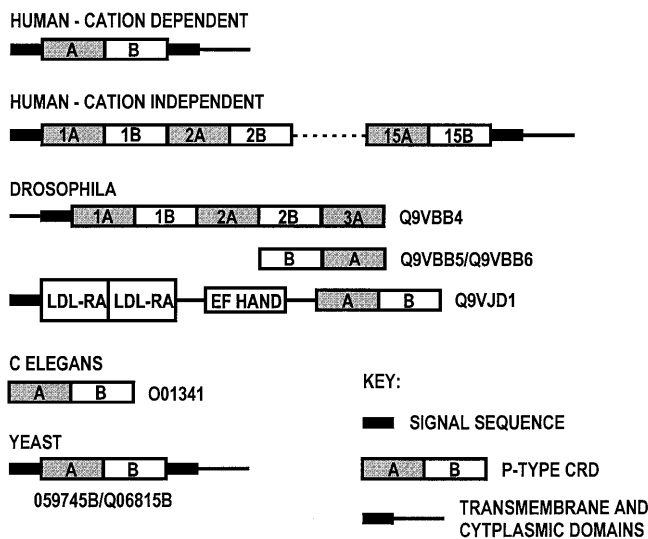 HUMAN - CATION DEPENDENT
A B
HUMAN - CATION INDEPENDENT
1A 1B 2A 2B 15A 15B
DROSOPHILA
1A 1B 2A 2B 3A Q9VBB4
B A Q9VBB5/Q9VBB6
LDL-RA LDL-RA EF HAND A B Q9VJD1
C ELEGANS
A B O01341
KEY:
SIGNAL SEQUENCE
YEAST
A B
059745B/Q06815B
A B P-TYPE CRD
TRANSMEMBRANE AND
CYTPLASMIC DOMAINS